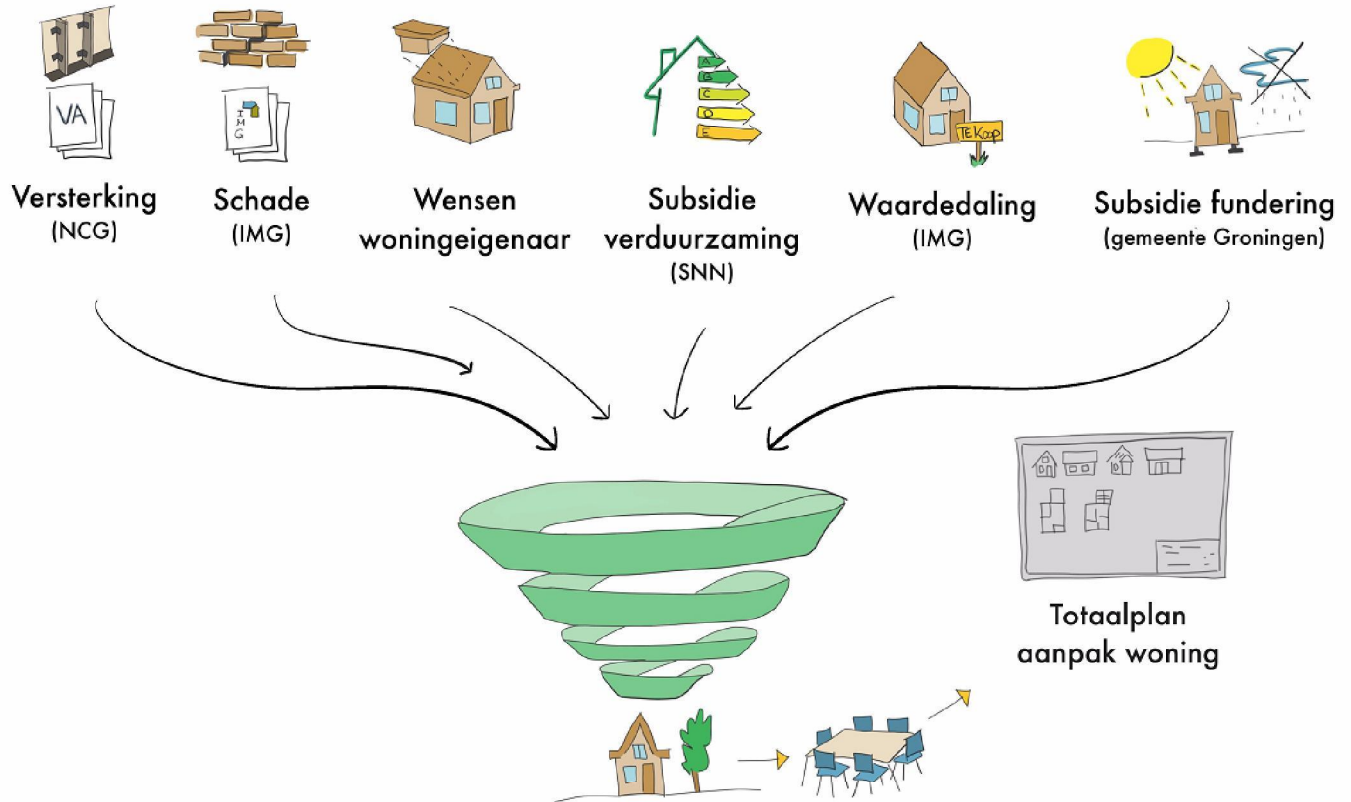 VA
I
M
G
A
B
C
D
E
TE Koop
Versterking
(NCG)
Schade
(IMG)
Wensen
woningeigenaar
Subsidie
verduurzaming
(SNN)
Waardedaling
(IMG)
Subsidie fundering
(gemeente Groningen)
Totaalplan
aanpak woning